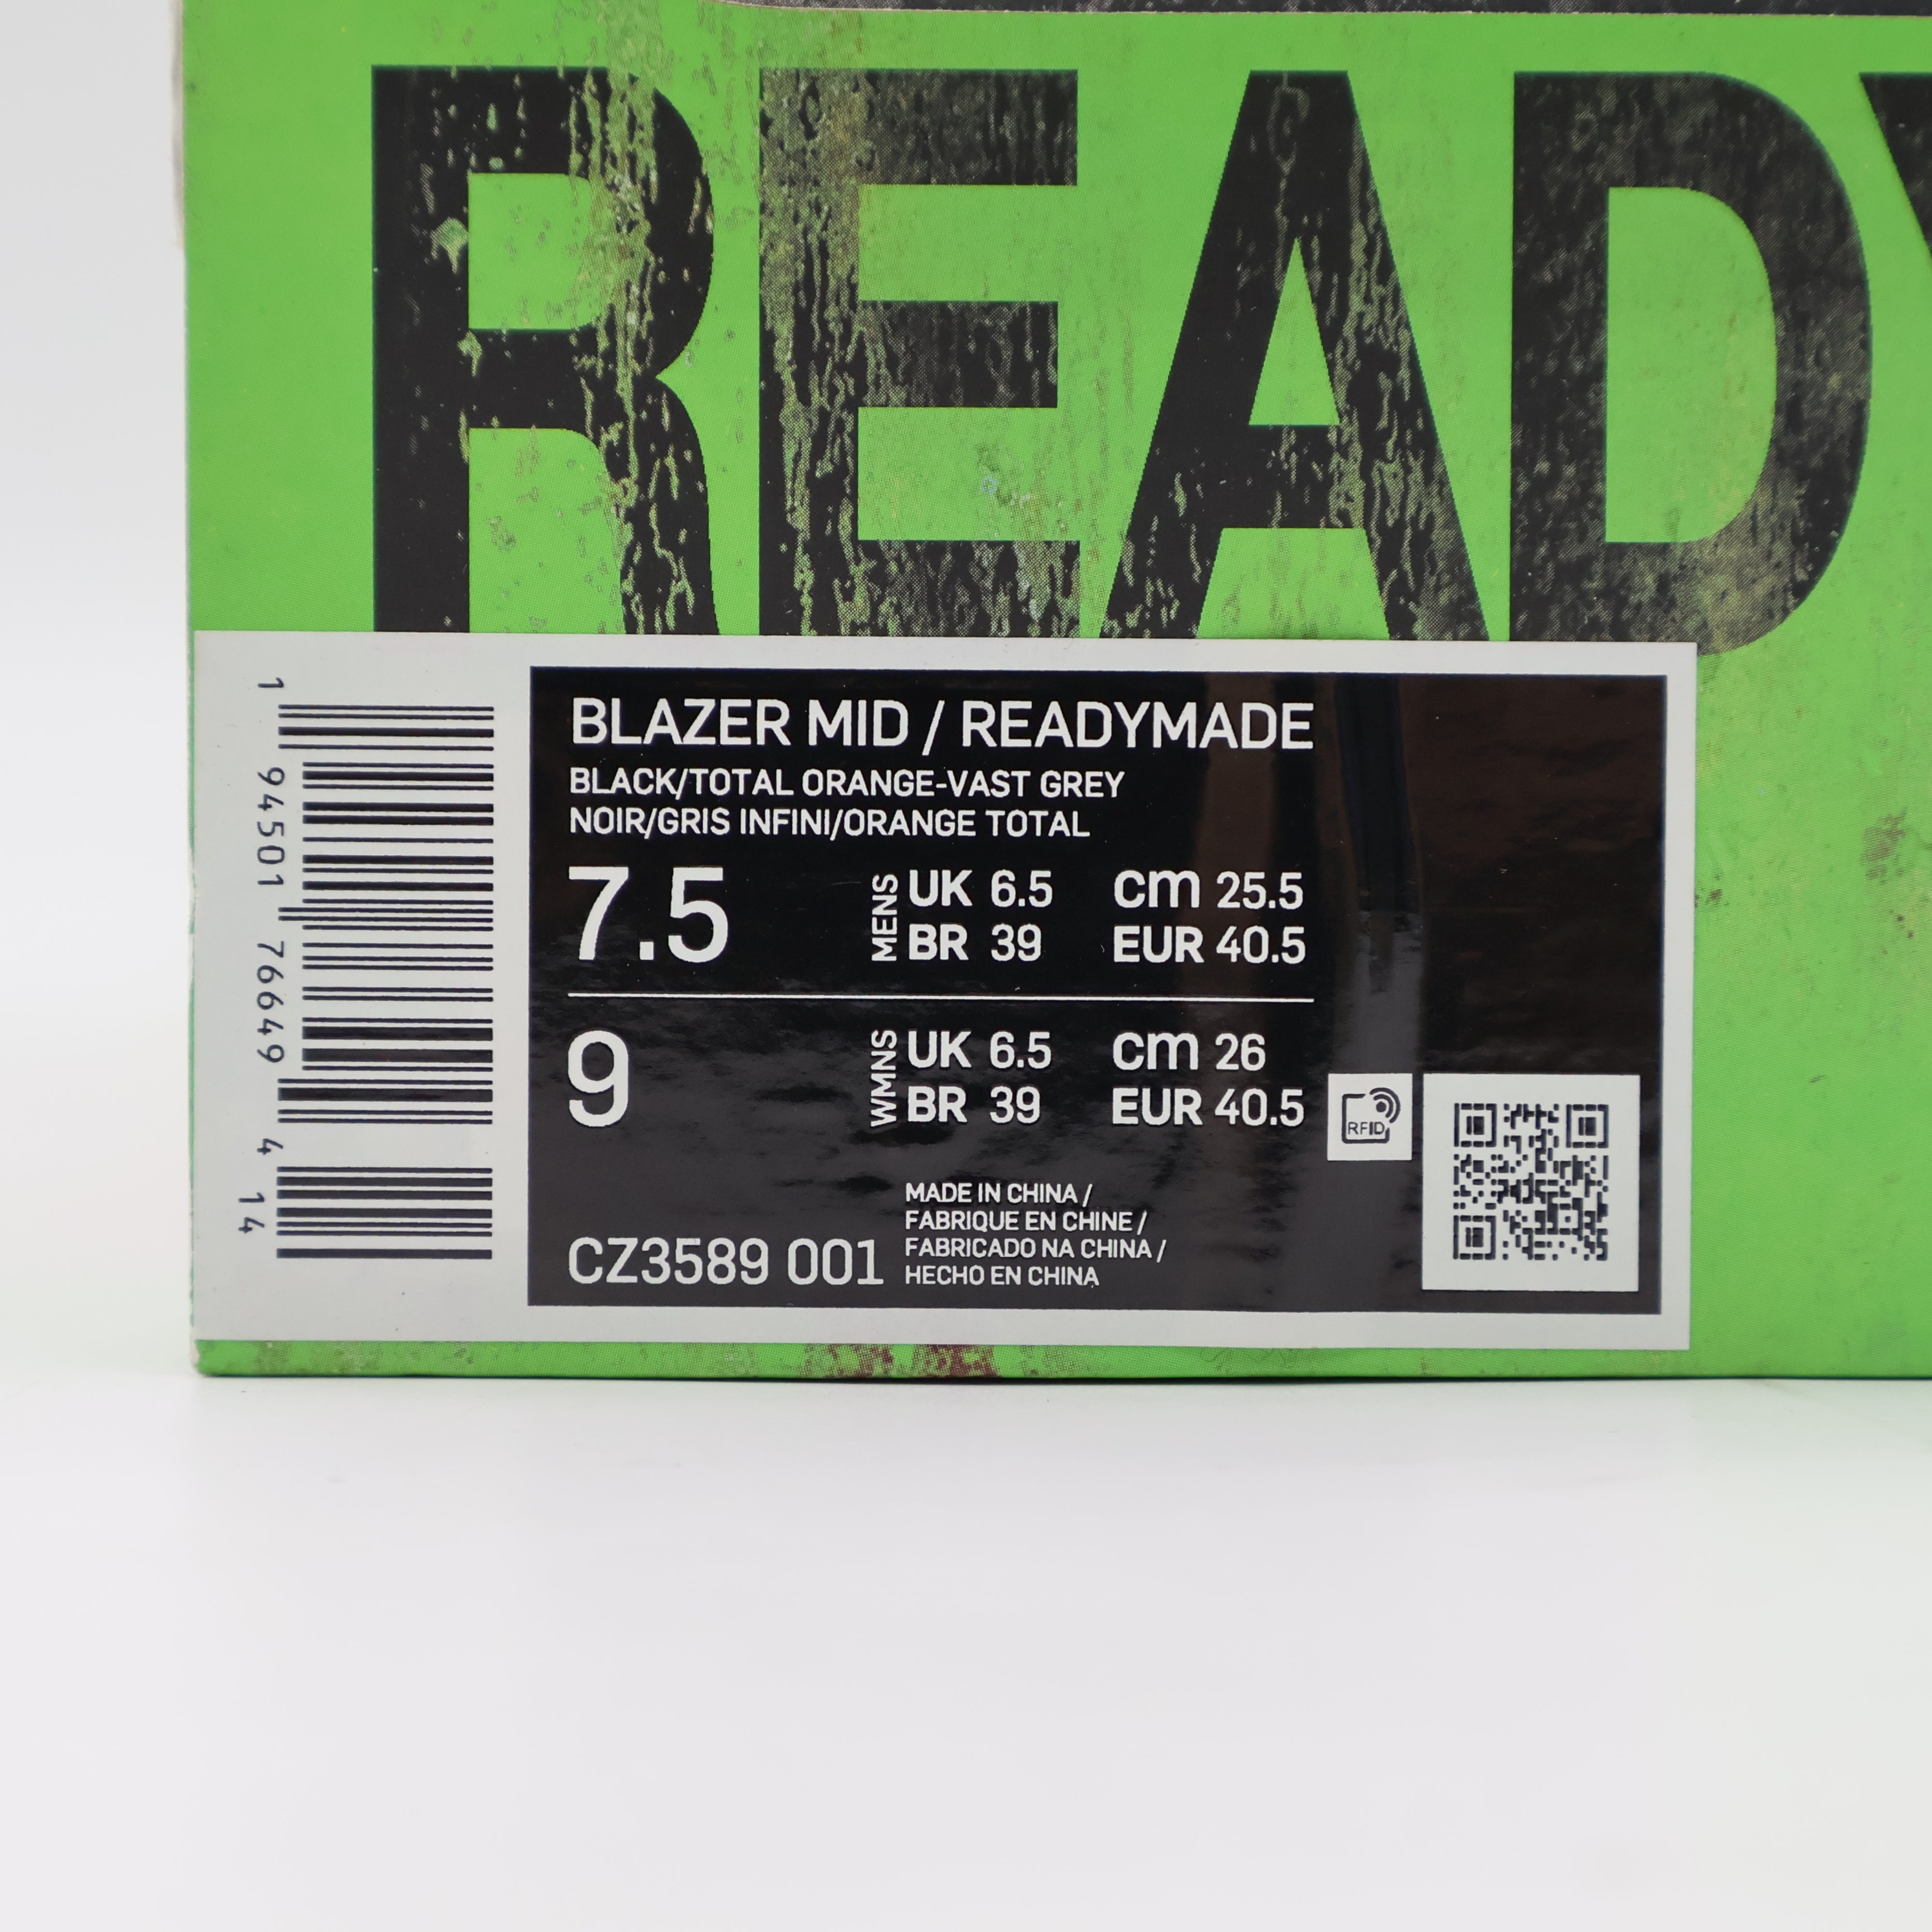 READY
BLAZER MID / READYMADE
BLACK/TOTAL ORANGE-VAST GREY
NOIR/GRIS INFINI/ORANGE TOTAL
7.5 MENS UK 6.5 cm 25.5
BR 39 EUR 40.5
9 WMNS UK 6.5 cm 26
BR 39 EUR 40.5
RFID
MADE IN CHINA /
FABRIQUE EN CHINE /
FABRICADO NA CHINA /
HECHO EN CHINA
CZ3589 001
1 94501 76649 4 14